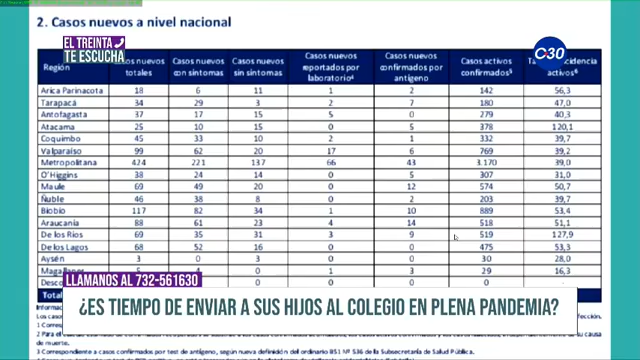 2. Casos nuevos a nivel nacional
EL TREINTA
TE ESCUCHA
C30
Región
nuevos totales
Casos nuevos con síntomas
Casos nuevos sin síntomas
Casos nuevos reportados por laboratorio⁴
Casos nuevos confirmados por antígeno
Casos activos confirmados⁵
activos⁶
Arica Parinacota 18 6 11 1 2 142 56,3
Tarapacá 34 29 3 2 7 180 47,0
Antofagasta 37 17 15 5 0 279 40,3
Atacama 25 10 15 0 5 378 120,1
Coquimbo 45 33 10 2 1 332 39,7
Valparaíso 99 62 20 17 6 769 39,2
Metropolitana 424 221 137 66 43 3.170 39,0
O'Higgins 38 24 14 0 5 307 31,0
Maule 69 49 20 0 12 574 50,7
Ñuble 46 38 8 0 2 203 39,7
Biobío 117 82 34 1 10 889 53,4
Araucanía 88 61 23 4 14 518 51,1
De los Ríos 69 35 31 3 9 519 127,9
De los Lagos 68 52 16 0 0 475 53,3
Aysén 3 0 3 0 0 30 28,0
0 1 3 29 16,3
0 0 0
LLAMANOS AL 732-561630
¿ES TIEMPO DE ENVIAR A SUS HIJOS AL COLEGIO EN PLENA PANDEMIA?
3 Correspondiente a casos confirmados por test de antígeno, según nueva definición del ordinario B51 N° 536 de la Subsecretaría de Salud Pública.